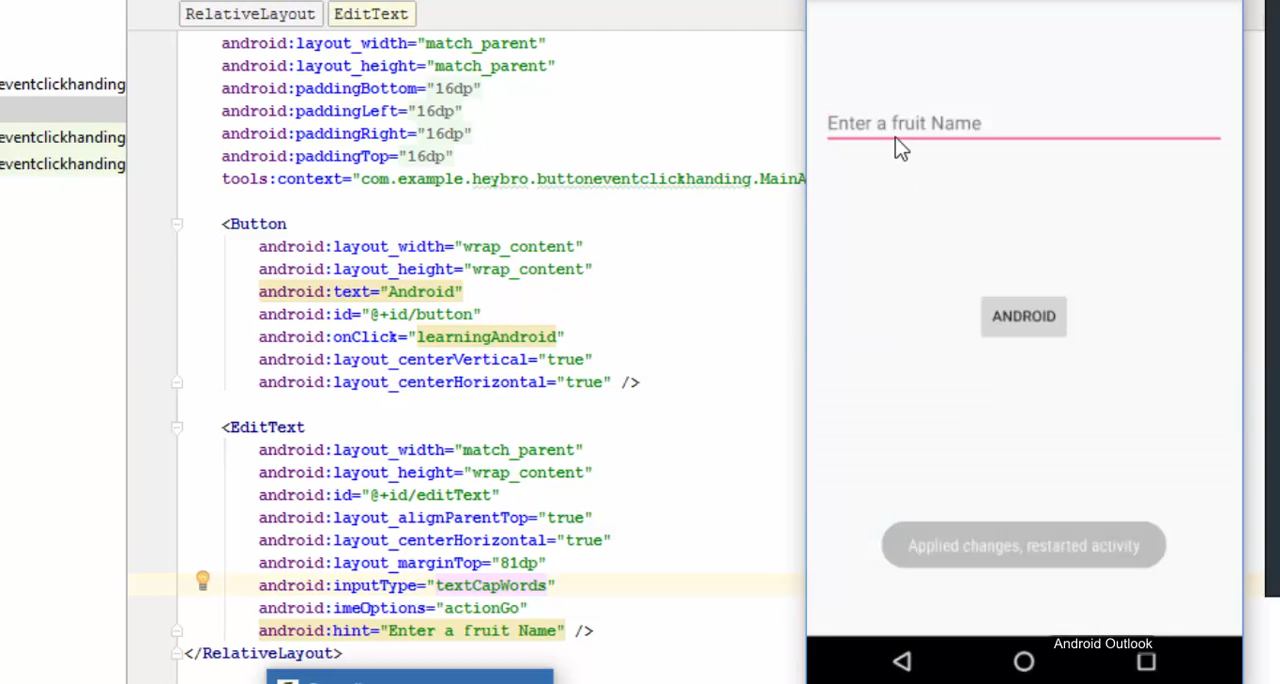 RelativeLayout EditText
android:layout_width="match_parent"
android:layout_height="match_parent"
android:paddingBottom="16dp"
android:paddingLeft="16dp"
android:paddingRight="16dp"
android:paddingTop="16dp"
tools:context="com.example.heybro.buttoneventclickhanding.MainA
<Button
android:layout_width="wrap_content"
android:layout_height="wrap_content"
android:text="Android"
android:id="@+id/button"
android:onClick="learningAndroid"
android:layout_centerVertical="true"
android:layout_centerHorizontal="true" />
<EditText
android:layout_width="match_parent"
android:layout_height="wrap_content"
android:id="@+id/editText"
android:layout_alignParentTop="true"
android:layout_centerHorizontal="true"
android:layout_marginTop="81dp"
android:inputType="textCapWords"
android:imeOptions="actionGo"
android:hint="Enter a fruit Name" />
</RelativeLayout>
eventclickhanding
eventclickhanding
eventclickhanding
Enter a fruit Name
ANDROID
Applied changes, restarted activity
Android Outlook